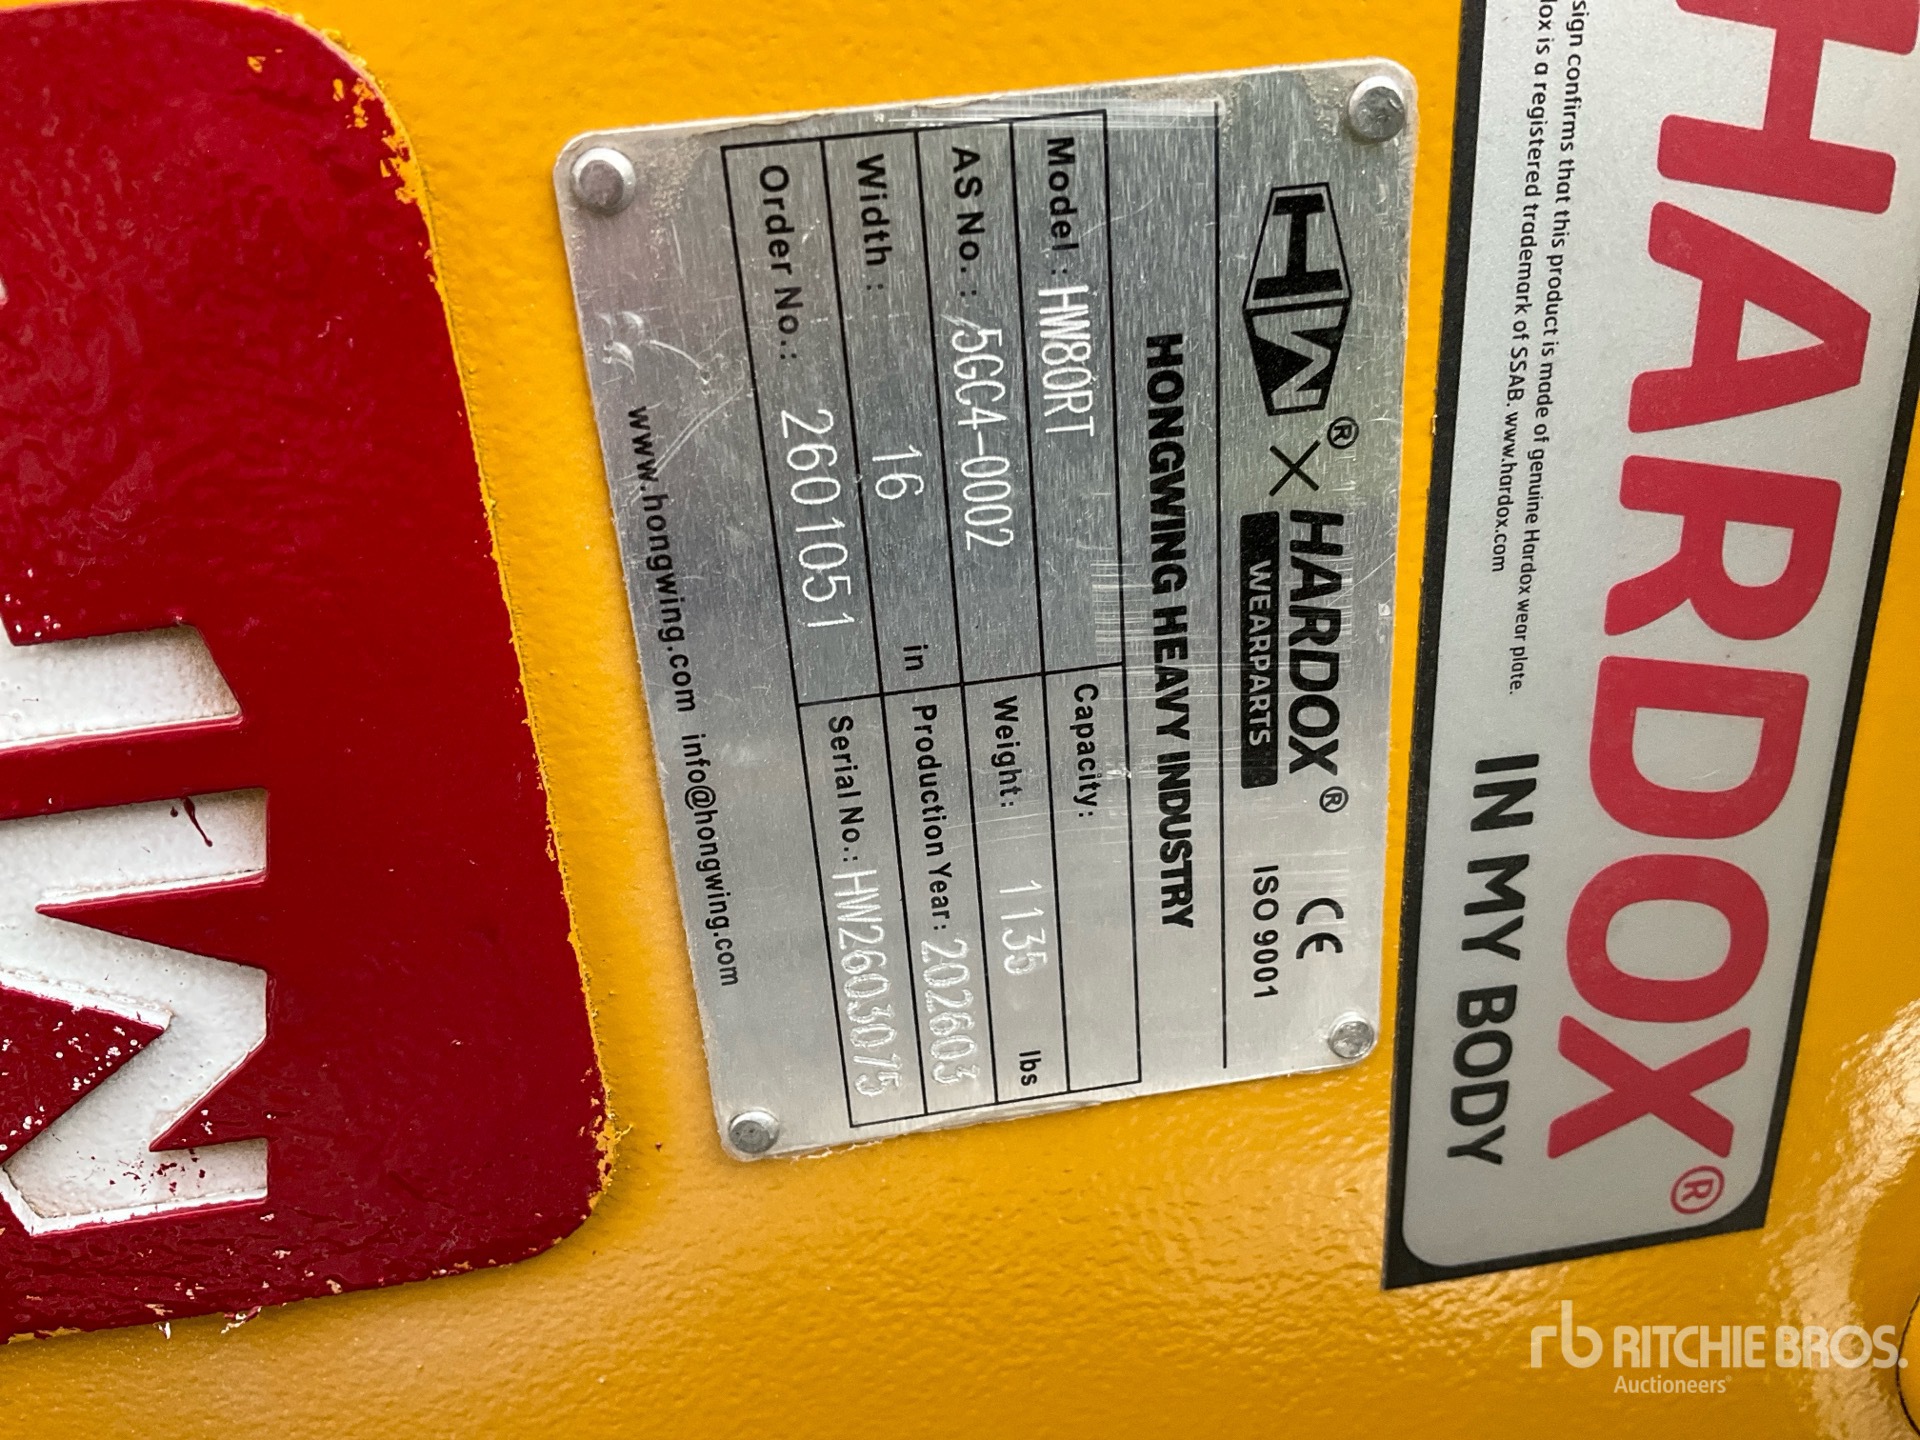 HW® × HARDOX®
WEARPARTS
CE
ISO 9001
HONGWING HEAVY INDUSTRY
Model : HW80RT
Capacity:
AS No. : 5GC4-0002
Weight: 1135 lbs
Width : 16 in
Production Year: 202603
Order No.: 2601051
Serial No.: HW2603075
www.hongwing.com info@hongwing.com
HARDOX®
IN MY BODY
sign confirms that this product is made of genuine Hardox wear plate.
dox is a registered trademark of SSAB. www.hardox.com
rb RITCHIE BROS.
Auctioneers